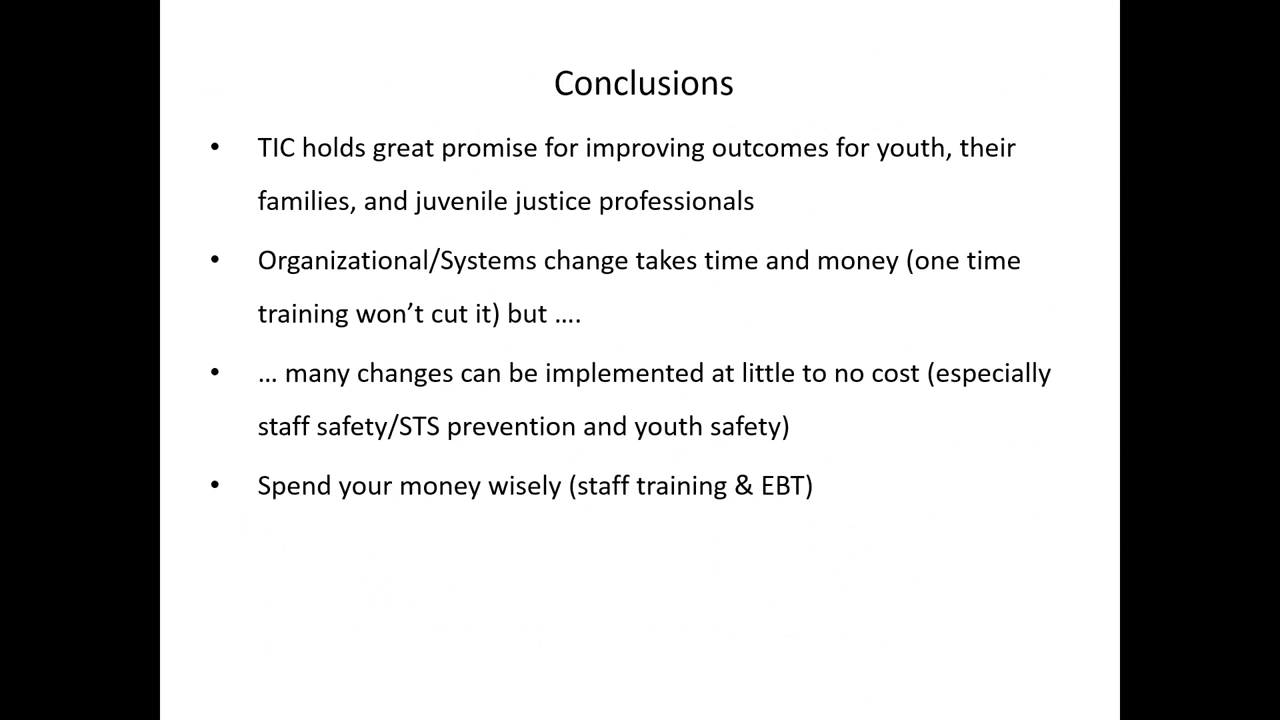 Conclusions
• TIC holds great promise for improving outcomes for youth, their
families, and juvenile justice professionals
• Organizational/Systems change takes time and money (one time
training won’t cut it) but ….
• … many changes can be implemented at little to no cost (especially
staff safety/STS prevention and youth safety)
• Spend your money wisely (staff training & EBT)